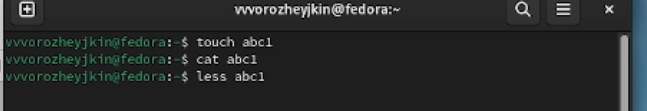 vvvorozheyjkin@fedora:~
vvvorozheyjkin@fedora:~$ touch abc1
vvvorozheyjkin@fedora:~$ cat abc1
vvvorozheyjkin@fedora:~$ less abc1